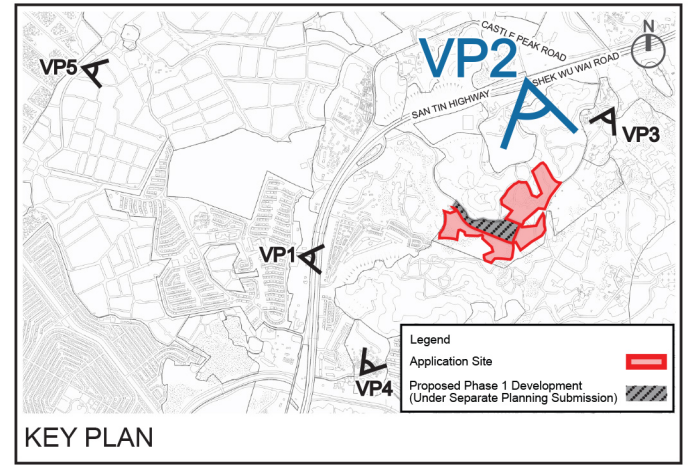 CASTLE PEAK ROAD
N
VP2
VP5
SHEK WU WAI ROAD
SAN TIN HIGHWAY
VP3
VP1
VP4
Legend
Application Site
Proposed Phase 1 Development
(Under Separate Planning Submission)
KEY PLAN